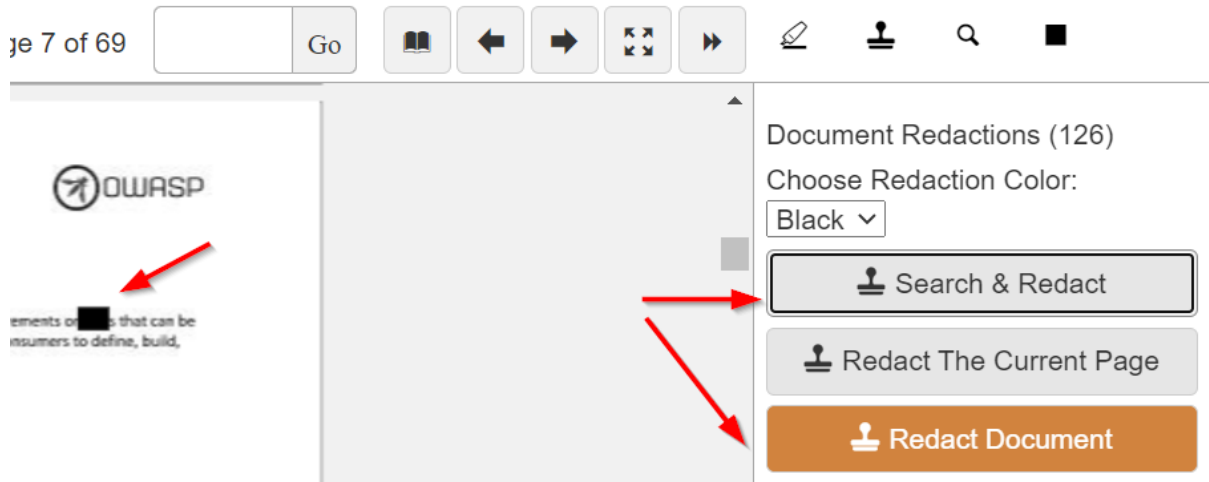 ge 7 of 69
Go
Document Redactions (126)
Choose Redaction Color:
Black
OWASP
Search & Redact
ements or s that can be
nsumers to define, build,
Redact The Current Page
Redact Document